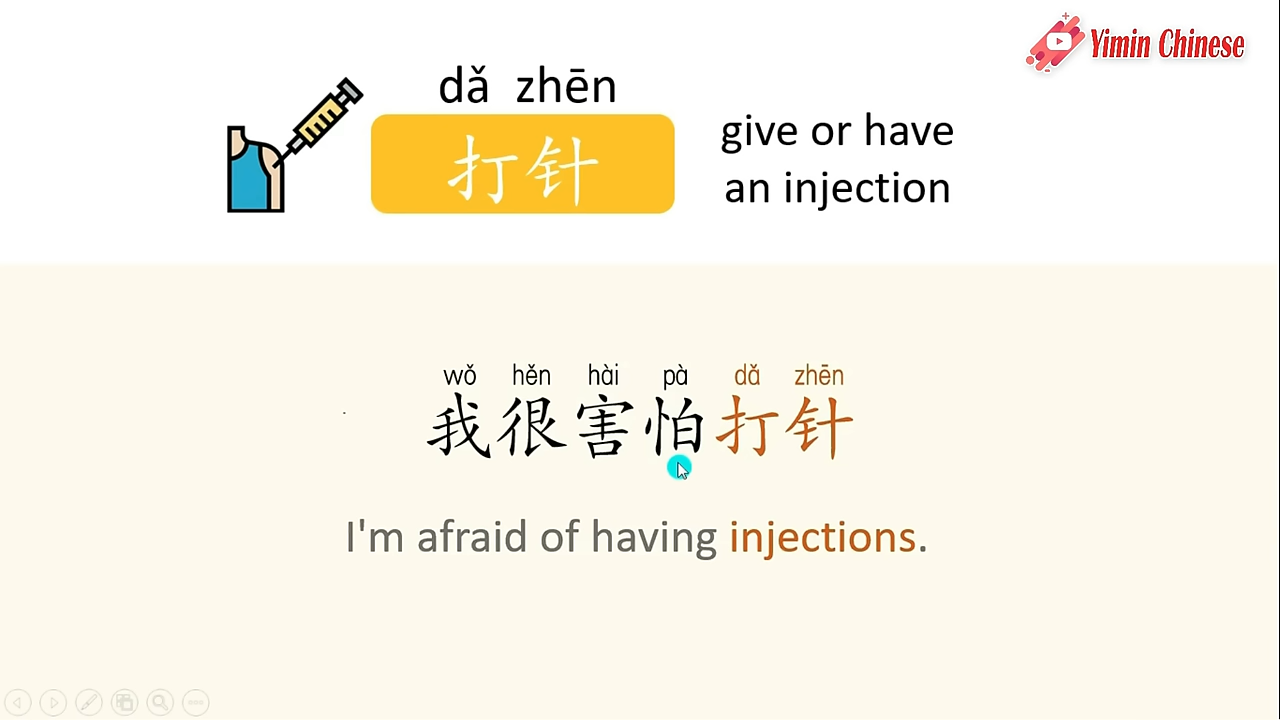 Yimin Chinese
dǎ zhēn
打针
give or have
an injection
wǒ hěn hài pà dǎ zhēn
我很害怕打针
I'm afraid of having injections.